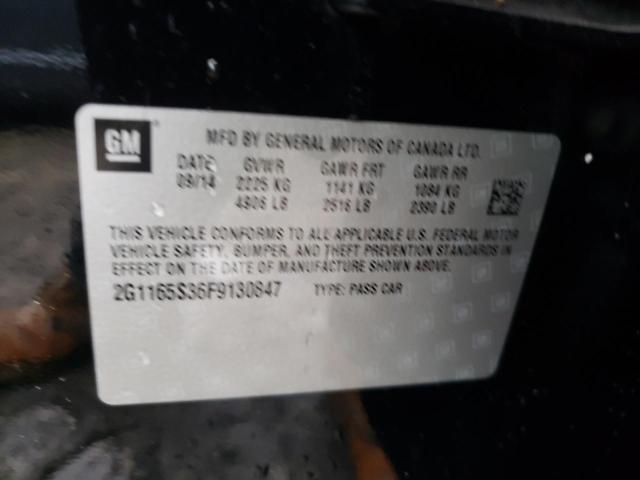 GM
MFD BY GENERAL MOTORS OF CANADA LTD.
DATE GVWR GAWR FRT GAWR RR
09/14 2225 KG 1141 KG 1084 KG
4906 LB 2516 LB 2390 LB
THIS VEHICLE CONFORMS TO ALL APPLICABLE U.S. FEDERAL MOTOR
VEHICLE SAFETY, BUMPER, AND THEFT PREVENTION STANDARDS IN
EFFECT ON THE DATE OF MANUFACTURE SHOWN ABOVE.
2G1165S36F9130847 TYPE: PASS CAR